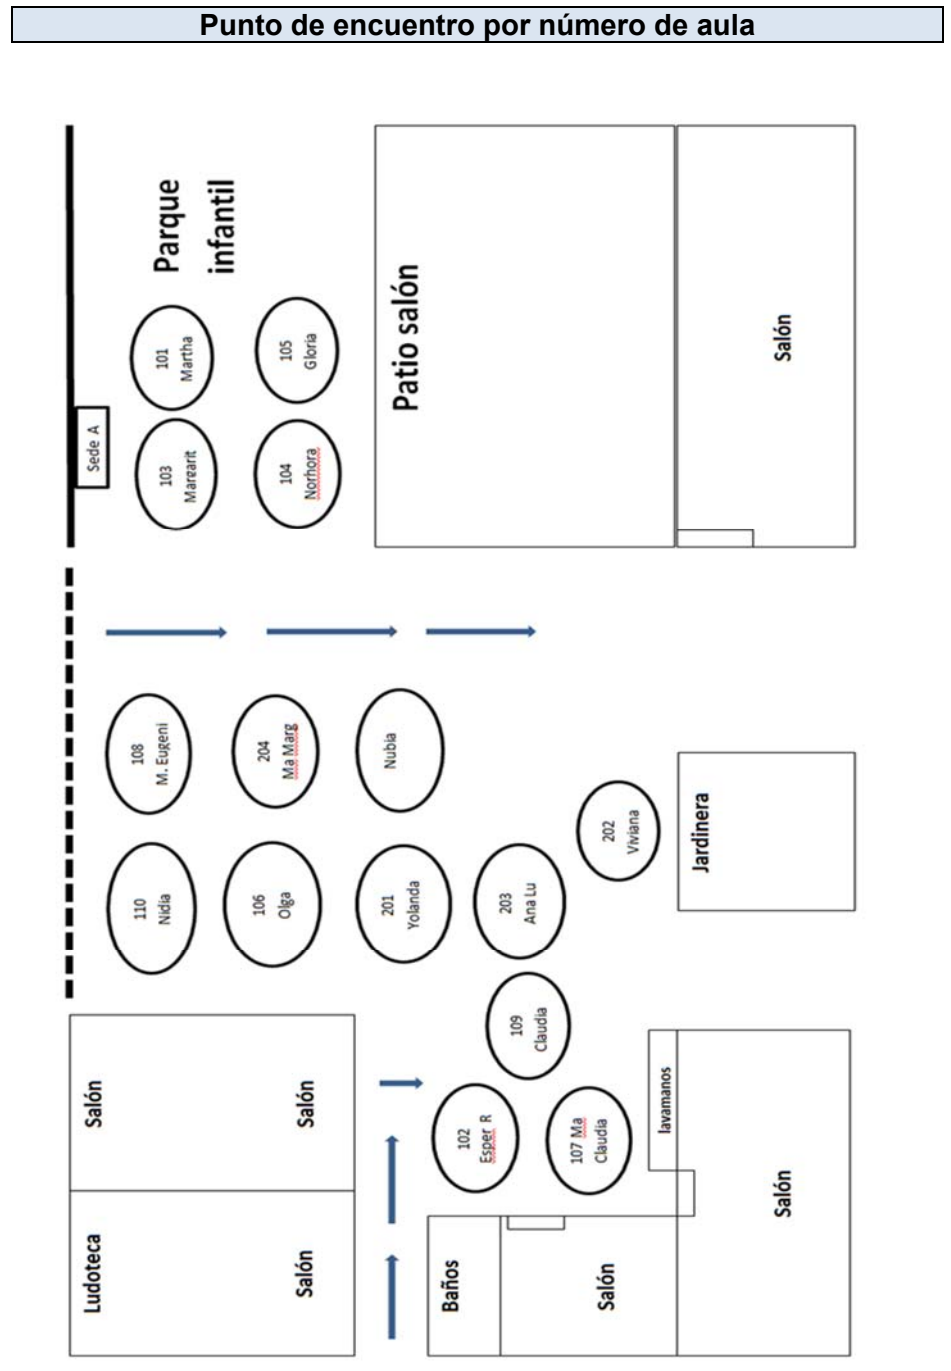 Punto de encuentro por número de aula
Parque
infantil
Sede A
101
Martha
105
Gloria
103
Margarit
104
Norhora
Patio salón
Salón
108
M. Eugeni
204
Ma Marg
Nubia
110
Nidia
106
Olga
201
Yolanda
203
Ana Lu
202
Viviana
Jardinera
109
Claudia
102
Esper R
107 Ma
Claudia
lavamanos
Salón
Salón
Ludoteca
Salón
Baños
Salón
Salón